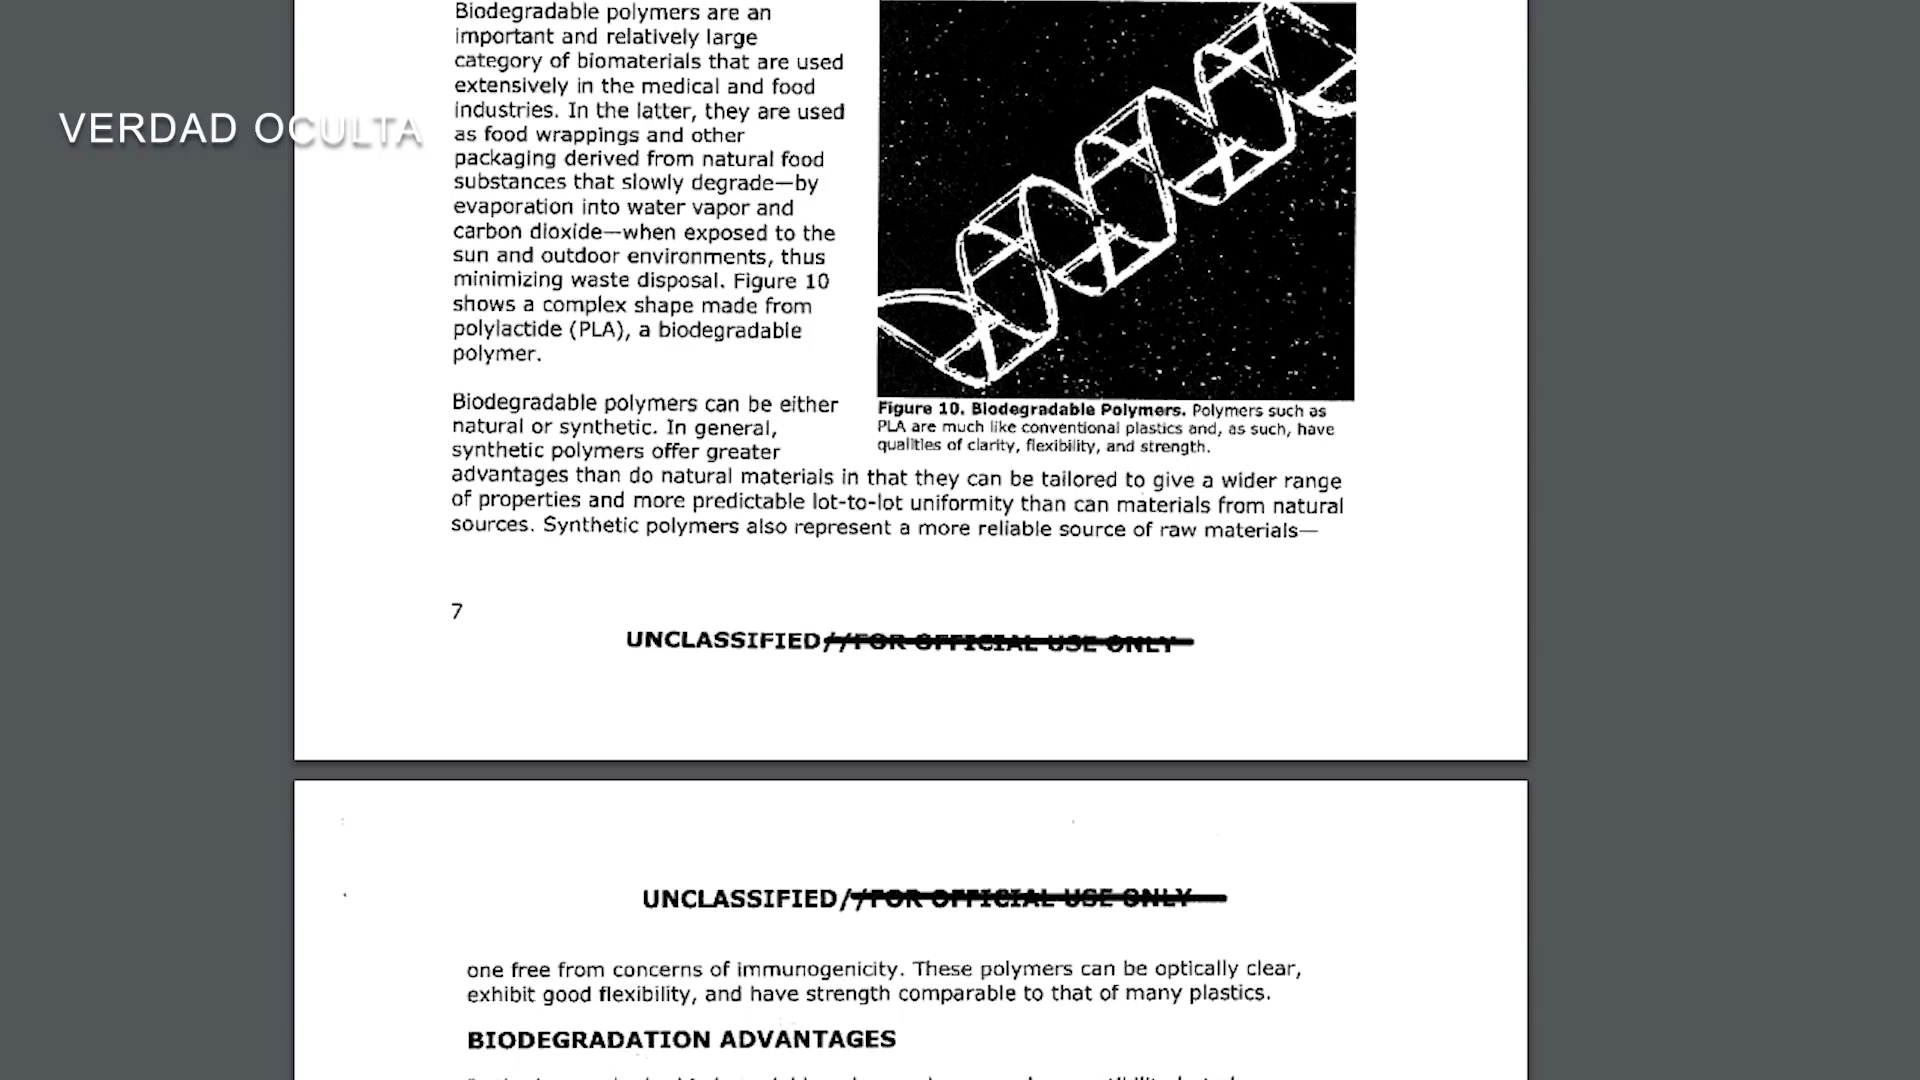 VERDAD OCULTA
Biodegradable polymers are an
important and relatively large
category of biomaterials that are used
extensively in the medical and food
industries. In the latter, they are used
as food wrappings and other
packaging derived from natural food
substances that slowly degrade—by
evaporation into water vapor and
carbon dioxide—when exposed to the
sun and outdoor environments, thus
minimizing waste disposal. Figure 10
shows a complex shape made from
polylactide (PLA), a biodegradable
polymer.
Figure 10. Biodegradable Polymers. Polymers such as
PLA are much like conventional plastics and, as such, have
qualities of clarity, flexibility, and strength.
Biodegradable polymers can be either
natural or synthetic. In general,
synthetic polymers offer greater
advantages than do natural materials in that they can be tailored to give a wider range
of properties and more predictable lot-to-lot uniformity than can materials from natural
sources. Synthetic polymers also represent a more reliable source of raw materials—
7
UNCLASSIFIED//FOR OFFICIAL USE ONLY
UNCLASSIFIED//FOR OFFICIAL USE ONLY
one free from concerns of immunogenicity. These polymers can be optically clear,
exhibit good flexibility, and have strength comparable to that of many plastics.
BIODEGRADATION ADVANTAGES